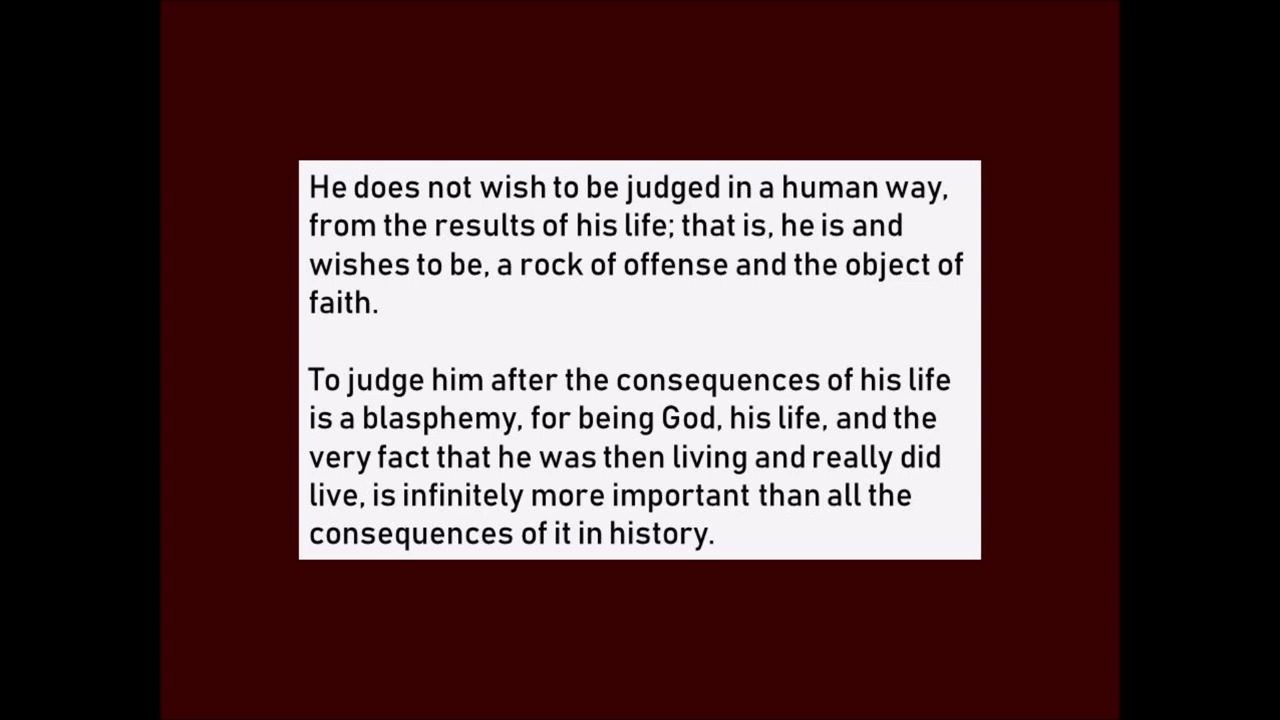 He does not wish to be judged in a human way,
from the results of his life; that is, he is and
wishes to be, a rock of offense and the object of
faith.
To judge him after the consequences of his life
is a blasphemy, for being God, his life, and the
very fact that he was then living and really did
live, is infinitely more important than all the
consequences of it in history.